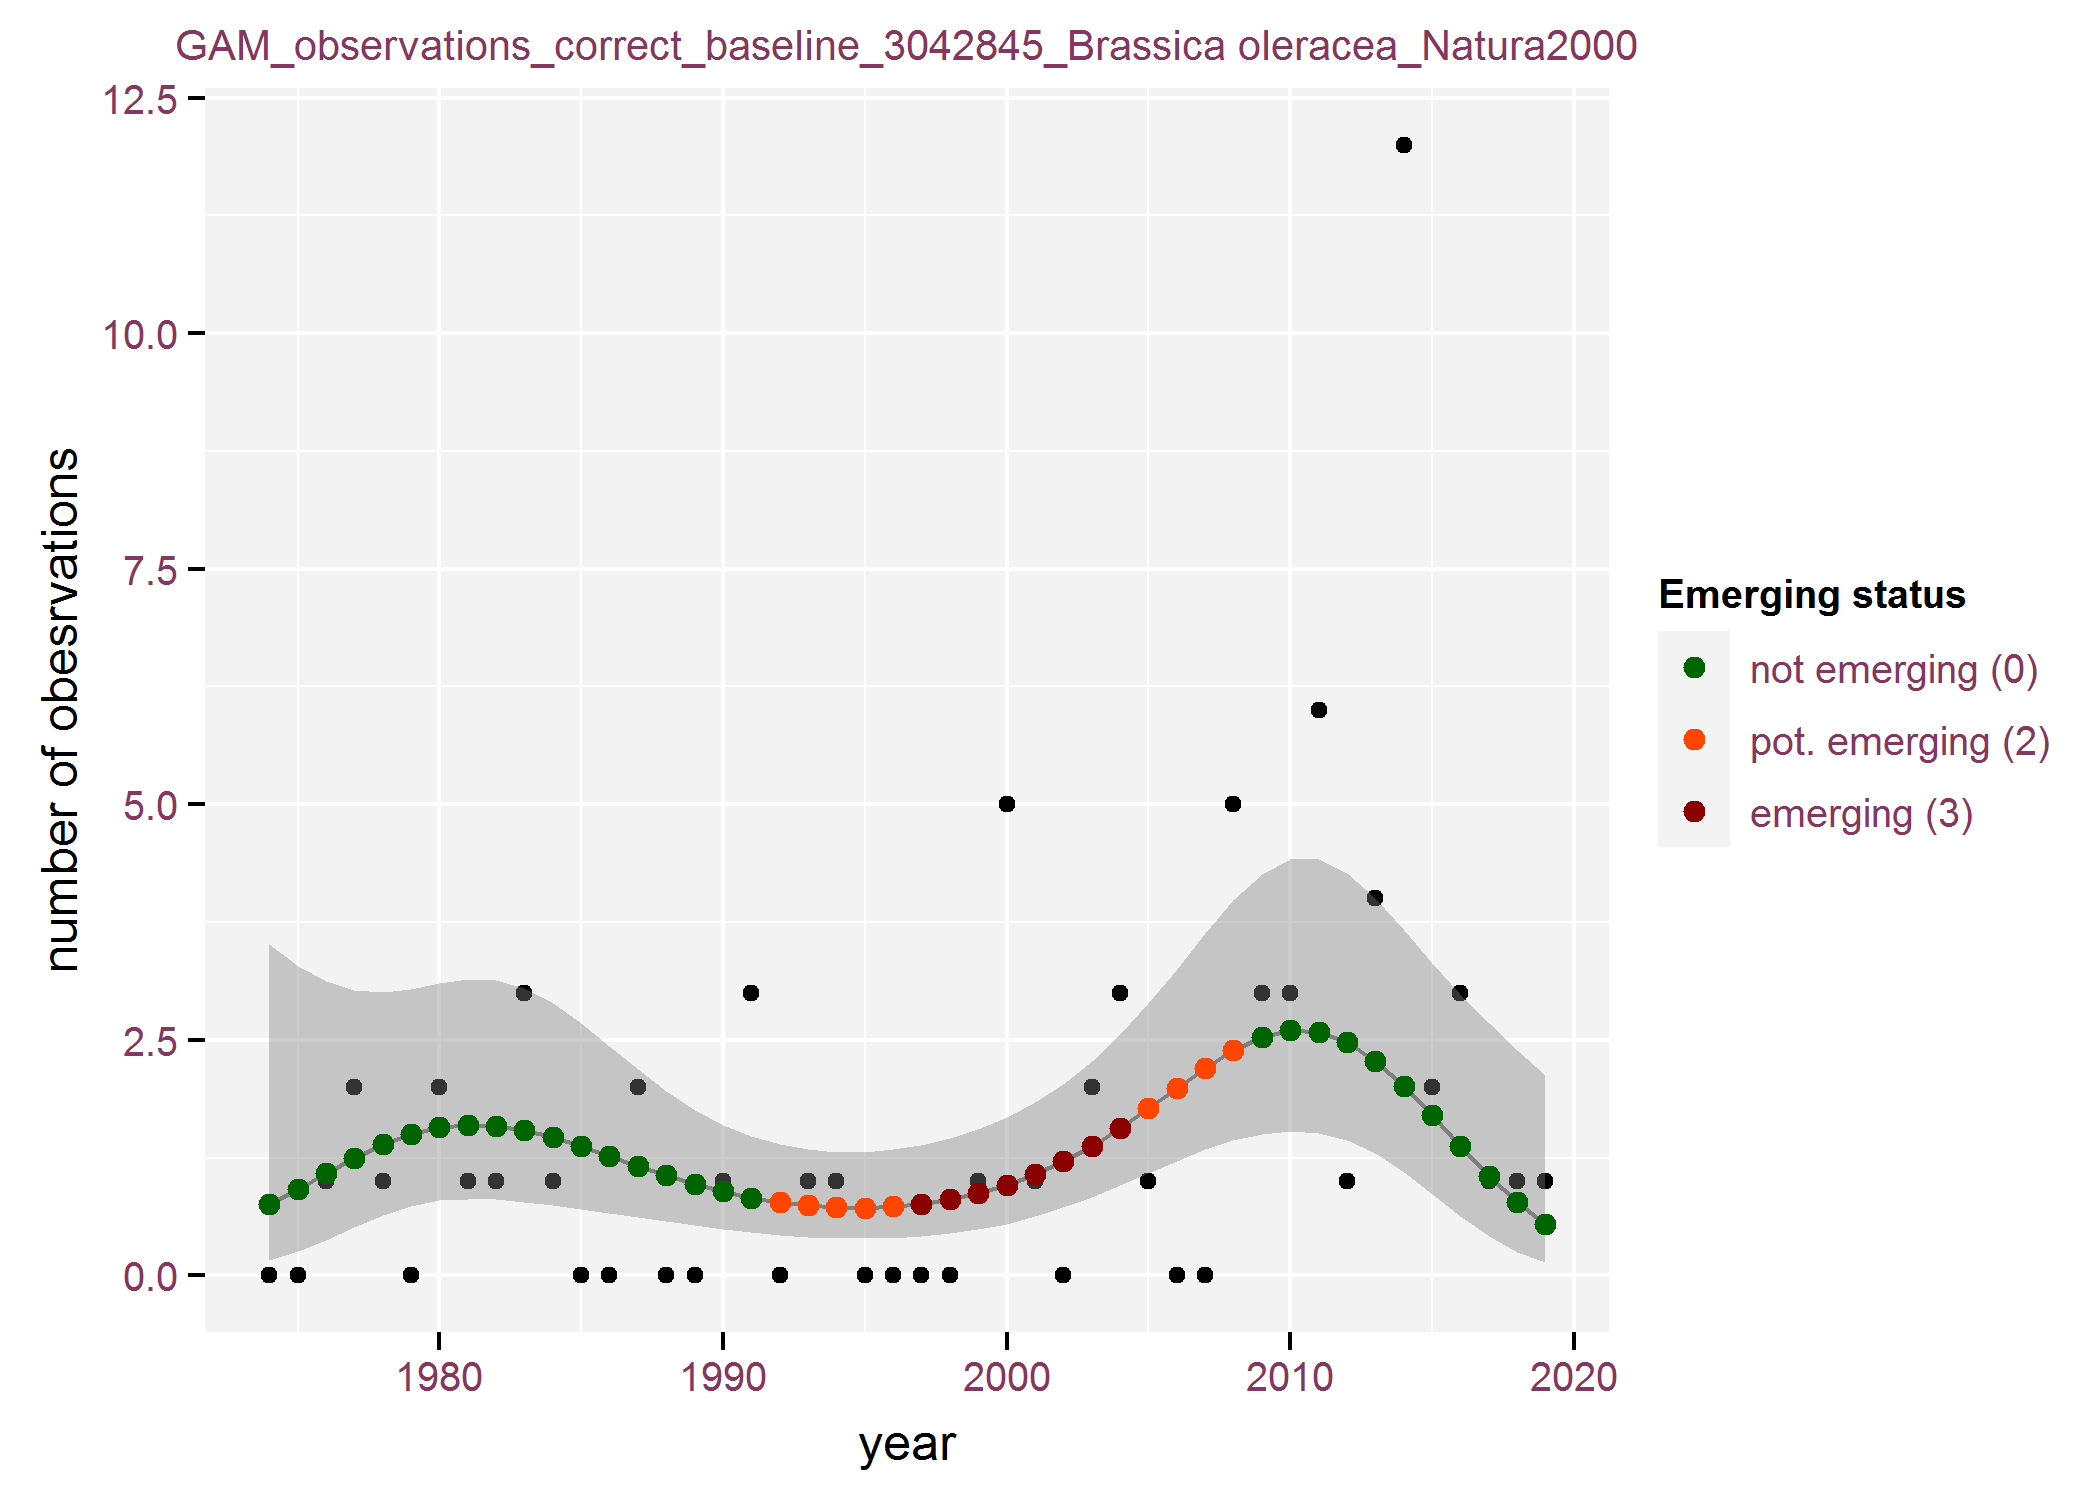 GAM_observations_correct_baseline_3042845_Brassica oleracea_Natura2000
12.5
10.0
7.5
5.0
2.5
0.0
number of obesrvations
1980
1990
2000
2010
2020
year
Emerging status
not emerging (0)
pot. emerging (2)
emerging (3)